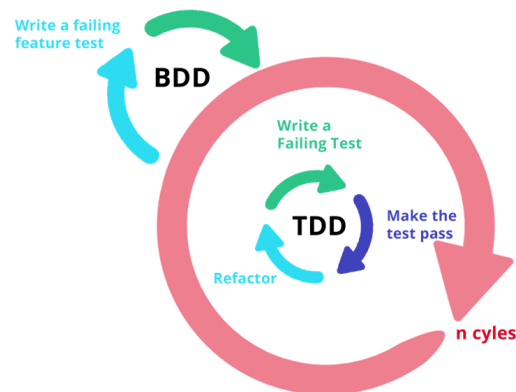 Write a failing
feature test
BDD
Write a
Failing Test
TDD
Make the
test pass
Refactor
n cyles